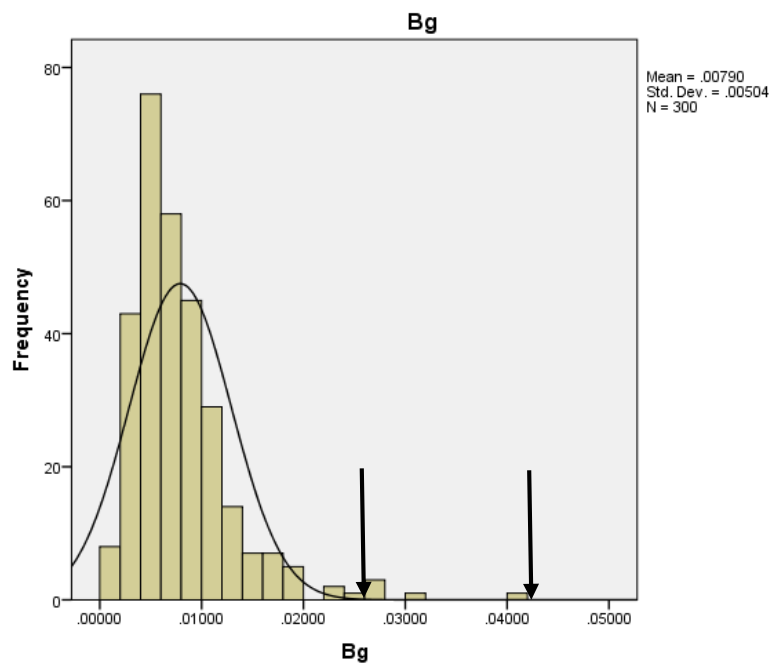 Bg
Mean = .00790
Std. Dev. = .00504
N = 300
Frequency
80
60
40
20
0
.00000 .01000 .02000 .03000 .04000 .05000
Bg